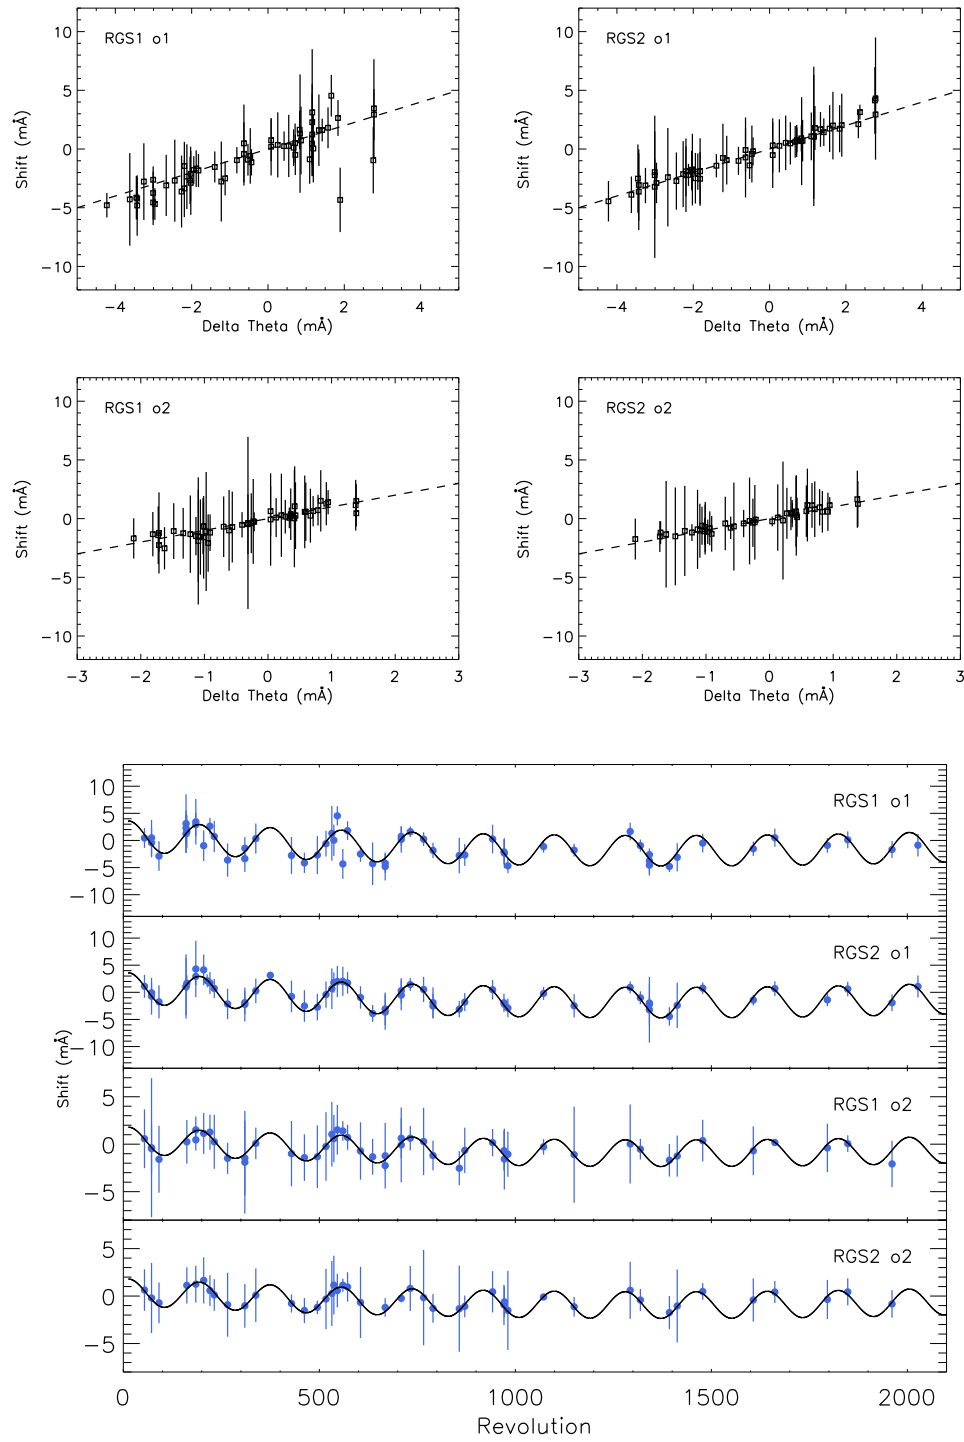 RGS1 o1
10
5
0
−5
−10
Shift (mÅ)
−4 −2 0 2 4
Delta Theta (mÅ)
RGS2 o1
10
5
0
−5
−10
Shift (mÅ)
−4 −2 0 2 4
Delta Theta (mÅ)
RGS1 o2
10
5
0
−5
−10
Shift (mÅ)
−3 −2 −1 0 1 2 3
Delta Theta (mÅ)
RGS2 o2
10
5
0
−5
−10
Shift (mÅ)
−3 −2 −1 0 1 2 3
Delta Theta (mÅ)
RGS1 o1
10
5
0
−5
−10
RGS2 o1
10
5
0
−5
−10
Shift (mÅ)
RGS1 o2
5
0
−5
RGS2 o2
5
0
−5
0 500 1000 1500 2000
Revolution